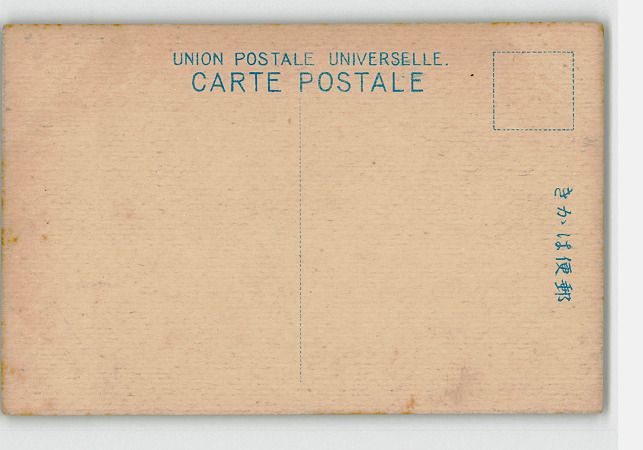 UNION POSTALE UNIVERSELLE.
CARTE POSTALE
きかは便郵